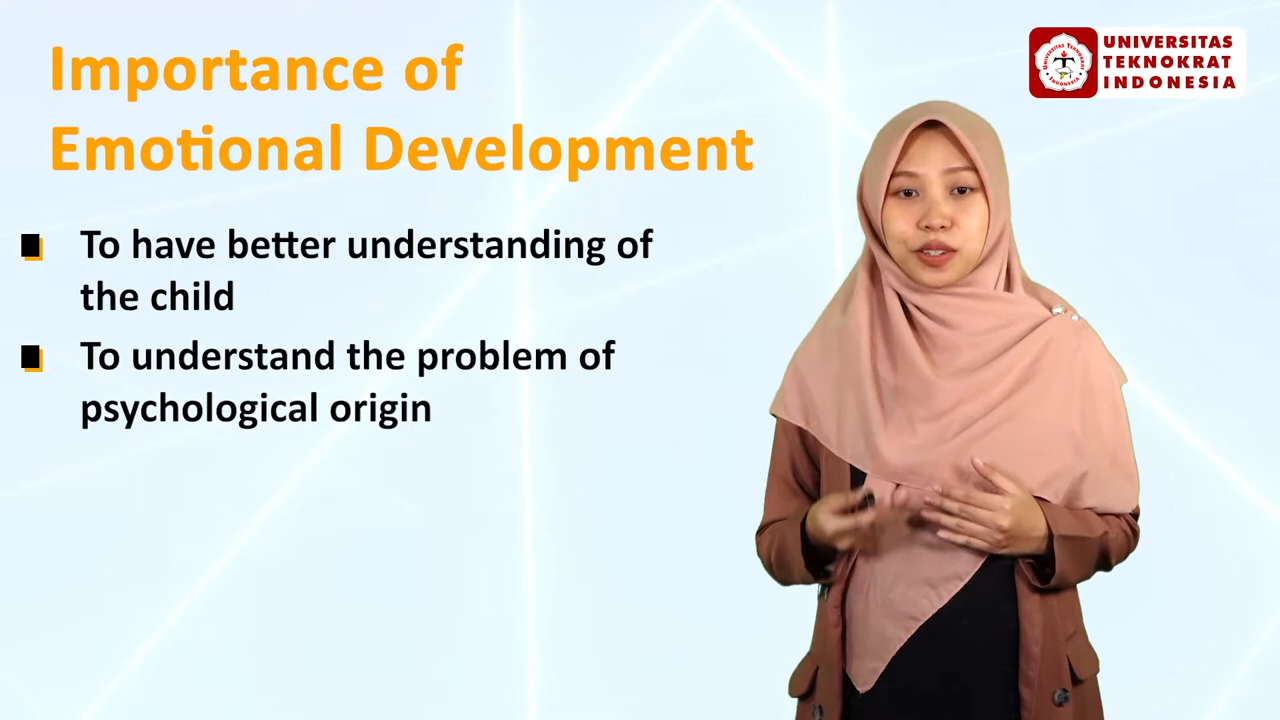 Importance of
Emotional Development
To have better understanding of
the child
To understand the problem of
psychological origin
UNIVERSITAS
TEKNOKRAT
INDONESIA